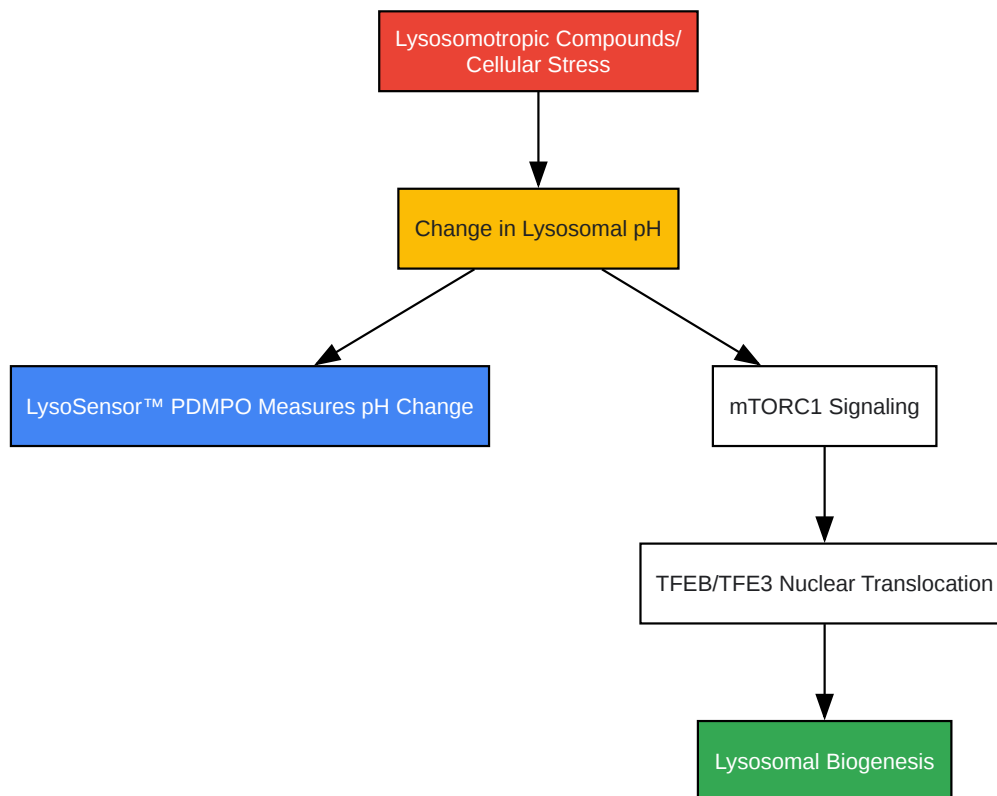 Lysosomotropic Compounds/
Cellular Stress
Change in Lysosomal pH
LysoSensor™ PDMPO Measures pH Change
mTORC1 Signaling
TFEB/TFE3 Nuclear Translocation
Lysosomal Biogenesis